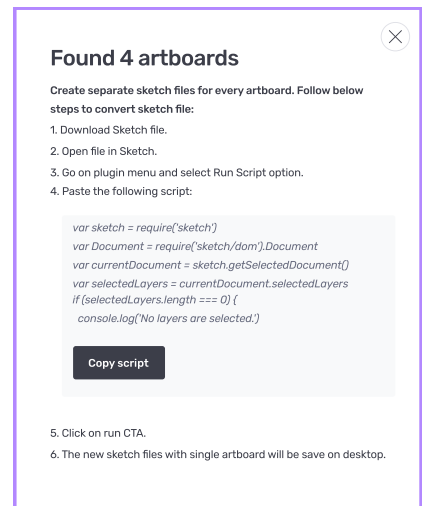 Found 4 artboards
Create separate sketch files for every artboard. Follow below
steps to convert sketch file:
1. Download Sketch file.
2. Open file in Sketch.
3. Go on plugin menu and select Run Script option.
4. Paste the following script:
var sketch = require('sketch')
var Document = require('sketch/dom').Document
var currentDocument = sketch.getSelectedDocument()
var selectedLayers = currentDocument.selectedLayers
if (selectedLayers.length === 0) {
  console.log('No layers are selected.')
Copy script
5. Click on run CTA.
6. The new sketch files with single artboard will be save on desktop.